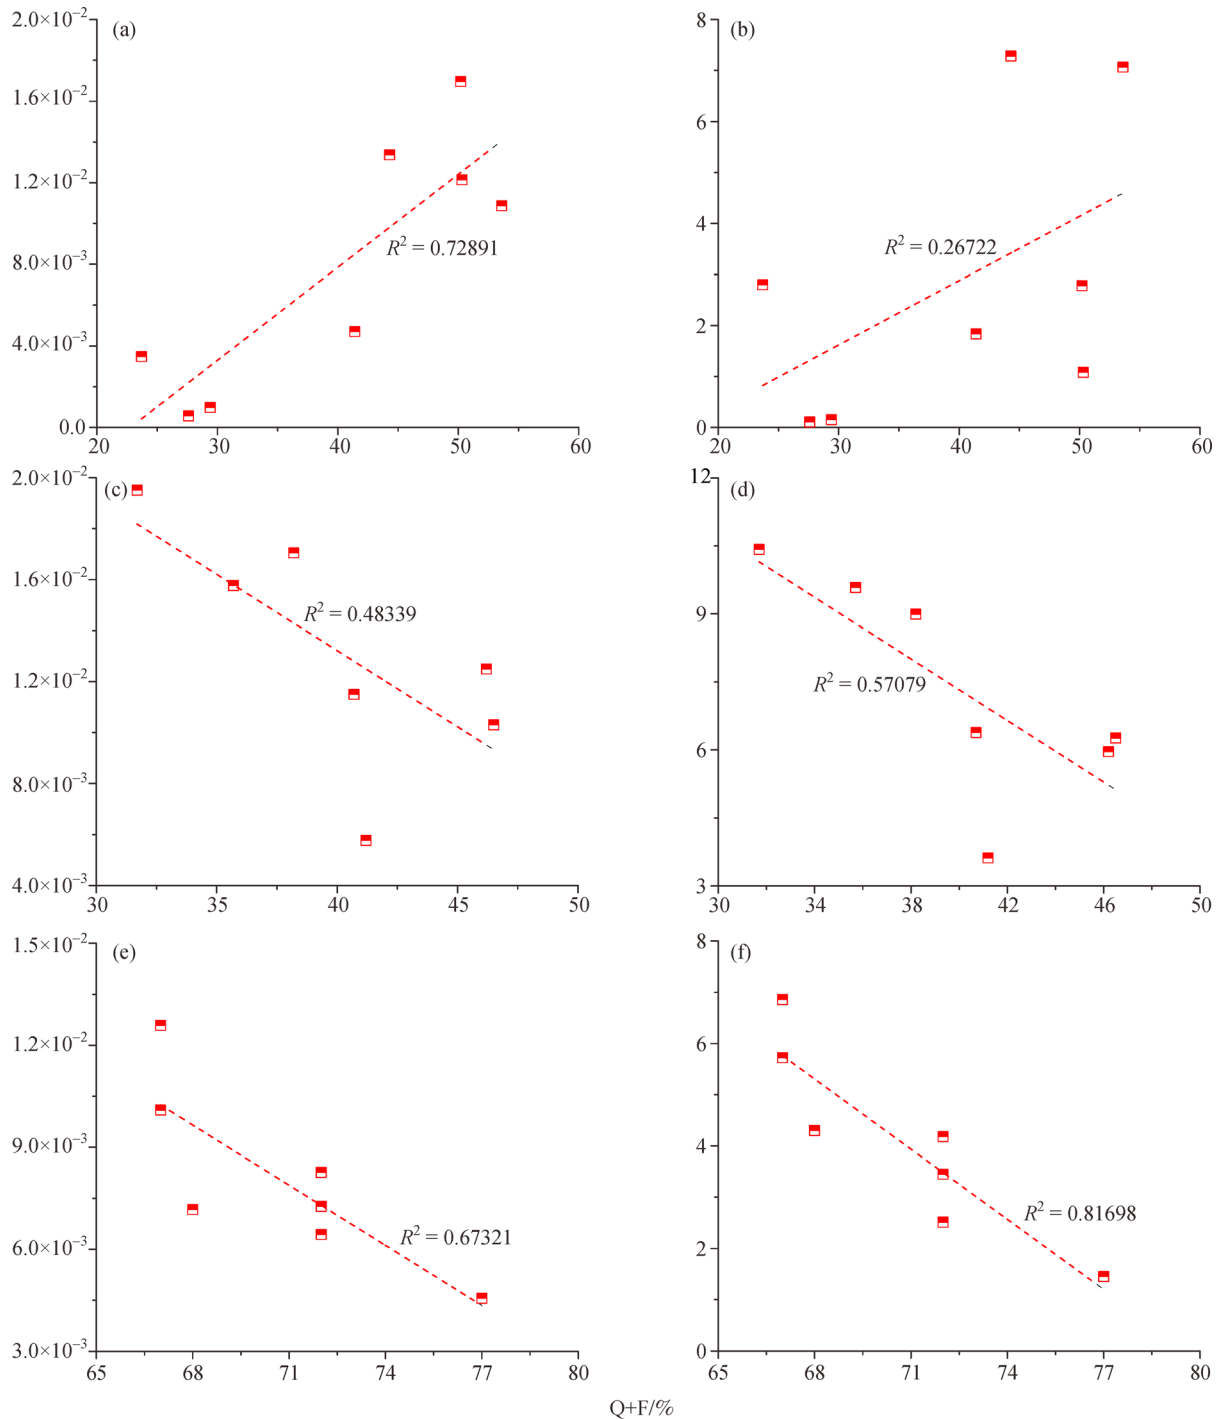 (a)
2.0×10⁻²
1.6×10⁻²
1.2×10⁻²
8.0×10⁻³
4.0×10⁻³
0.0
R² = 0.72891
20 30 40 50 60
(b)
8
6
4
2
0
R² = 0.26722
20 30 40 50 60
(c)
2.0×10⁻²
1.6×10⁻²
1.2×10⁻²
8.0×10⁻³
4.0×10⁻³
R² = 0.48339
30 35 40 45 50
(d)
12
9
6
3
R² = 0.57079
30 34 38 42 46 50
(e)
1.5×10⁻²
1.2×10⁻²
9.0×10⁻³
6.0×10⁻³
3.0×10⁻³
R² = 0.67321
65 68 71 74 77 80
(f)
8
6
4
2
0
R² = 0.81698
65 68 71 74 77 80
Q+F/%